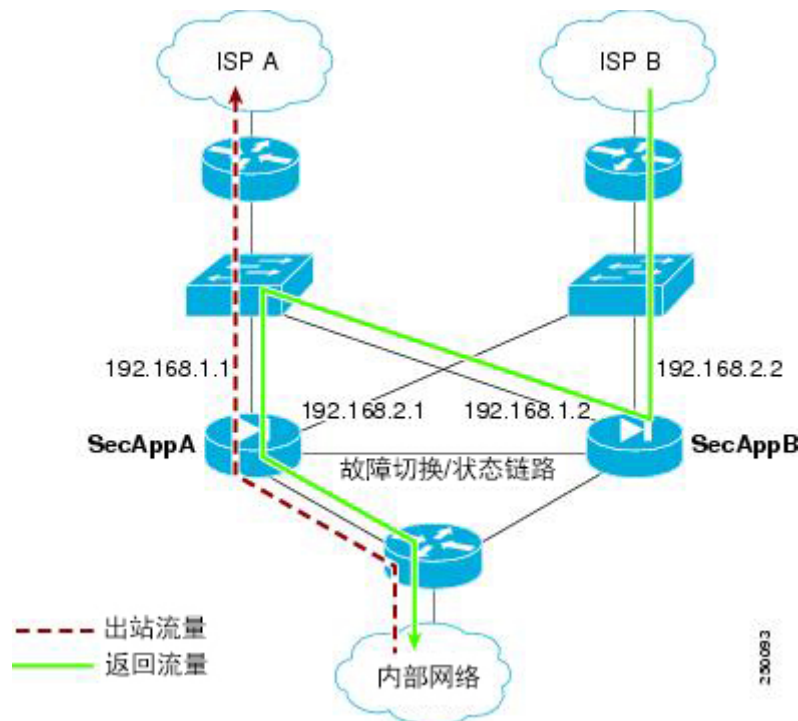 ISP A
ISP B
192.168.1.1
192.168.2.2
192.168.2.1
192.168.1.2
SecAppA
SecAppB
故障切换/状态链路
出站流量
返回流量
内部网络
250093